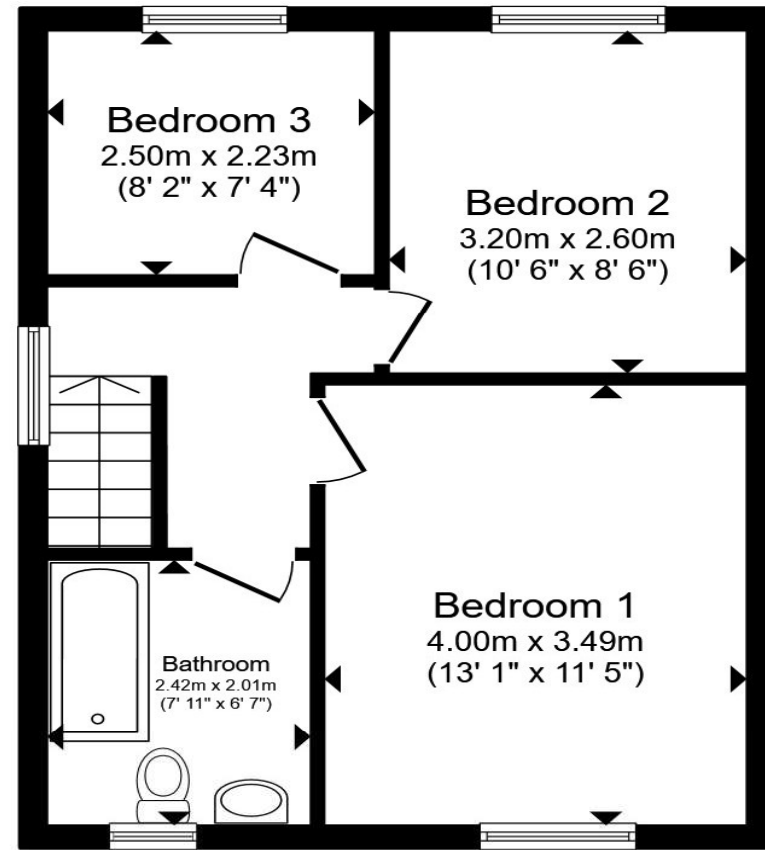 Bedroom 3
2.50m x 2.23m
(8' 2" x 7' 4")
Bedroom 2
3.20m x 2.60m
(10' 6" x 8' 6")
Bedroom 1
4.00m x 3.49m
(13' 1" x 11' 5")
Bathroom
2.42m x 2.01m
(7' 11" x 6' 7")